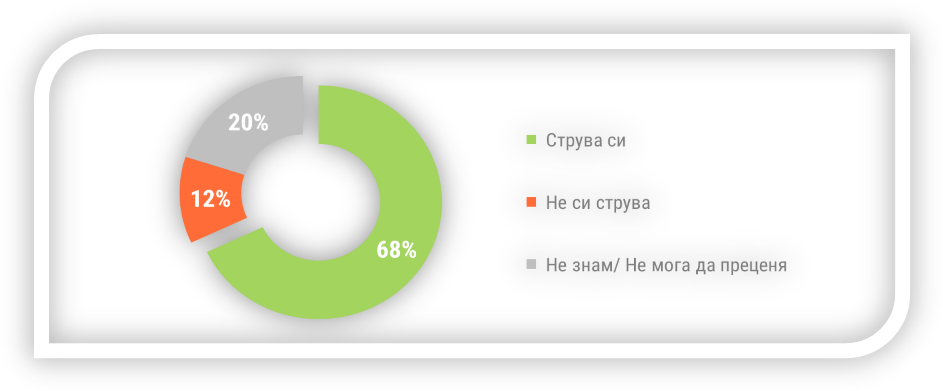 20%
12%
68%
Струва си
Не си струва
Не знам/ Не мога да преценя